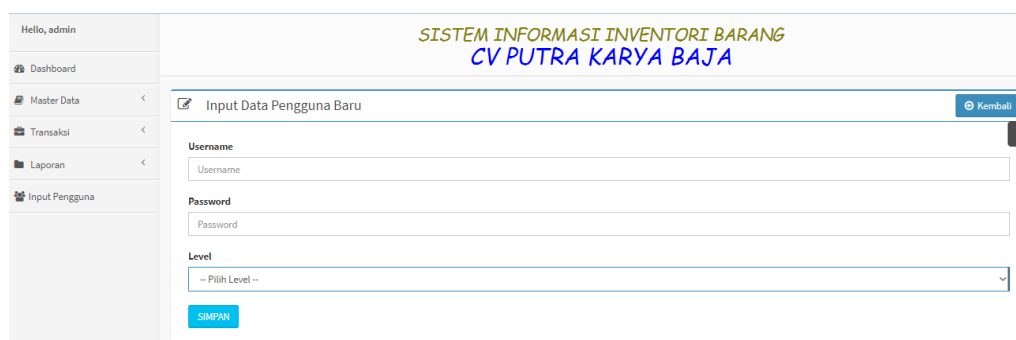 Hello, admin
Dashboard
Master Data
Transaksi
Laporan
Input Pengguna
SISTEM INFORMASI INVENTORI BARANG
CV PUTRA KARYA BAJA
Input Data Pengguna Baru
Kembali
Username
Username
Password
Password
Level
-- Pilih Level --
SIMPAN